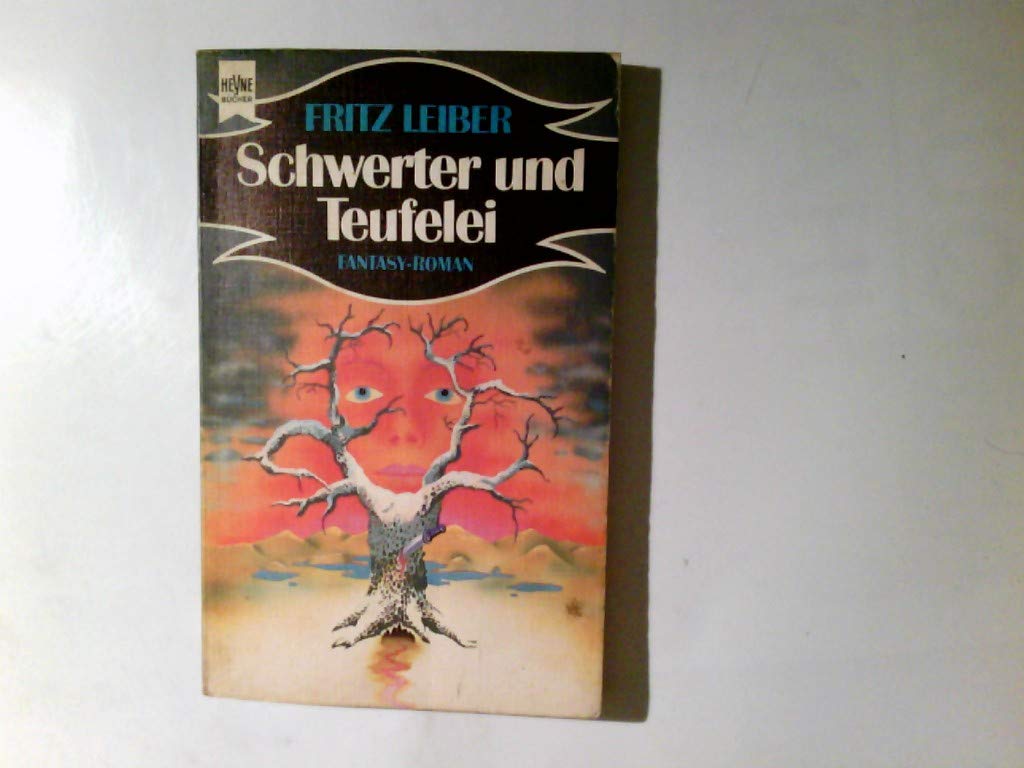 HEYNE
BÜCHER
FRITZ LEIBER
Schwerter und
Teufelei
FANTASY-ROMAN